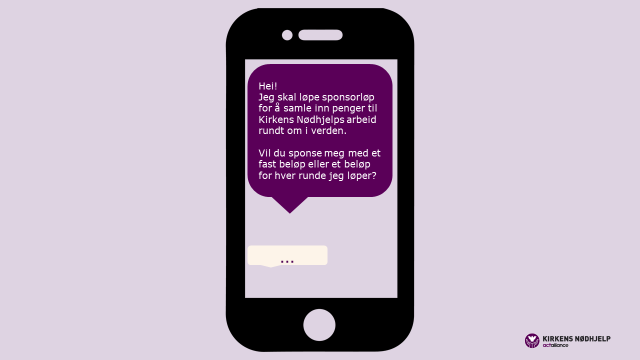 Hei!
Jeg skal løpe sponsorløp
for å samle inn penger til
Kirkens Nødhjelps arbeid
rundt om i verden.
Vil du sponse meg med et
fast beløp eller et beløp
for hver runde jeg løper?
...
KIRKENS NØDHJELP
actalliance